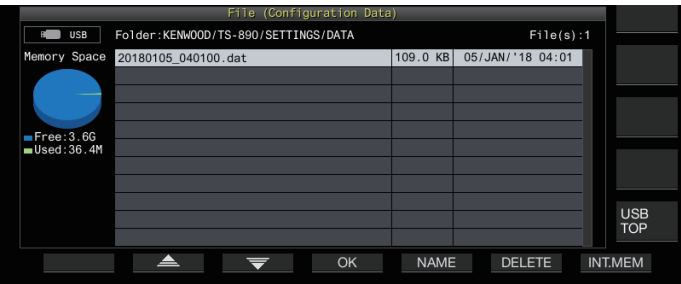 File (Configuration Data)
USB Folder:KENWOOD/TS-890/SETTINGS/DATA File(s):1
Memory Space 20180105_040100.dat 109.0 KB 05/JAN/'18 04:01
Free:3.6G
Used:36.4M
USB
TOP
OK NAME DELETE INT.MEM